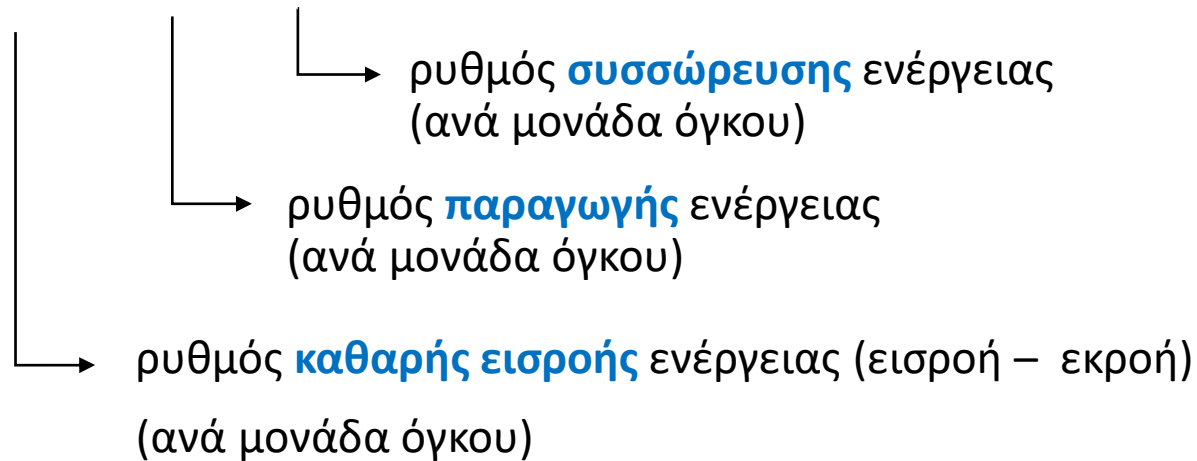 ρυθμός συσσώρευσης ενέργειας
(ανά μονάδα όγκου)
ρυθμός παραγωγής ενέργειας
(ανά μονάδα όγκου)
ρυθμός καθαρής εισροής ενέργειας (εισροή – εκροή)
(ανά μονάδα όγκου)